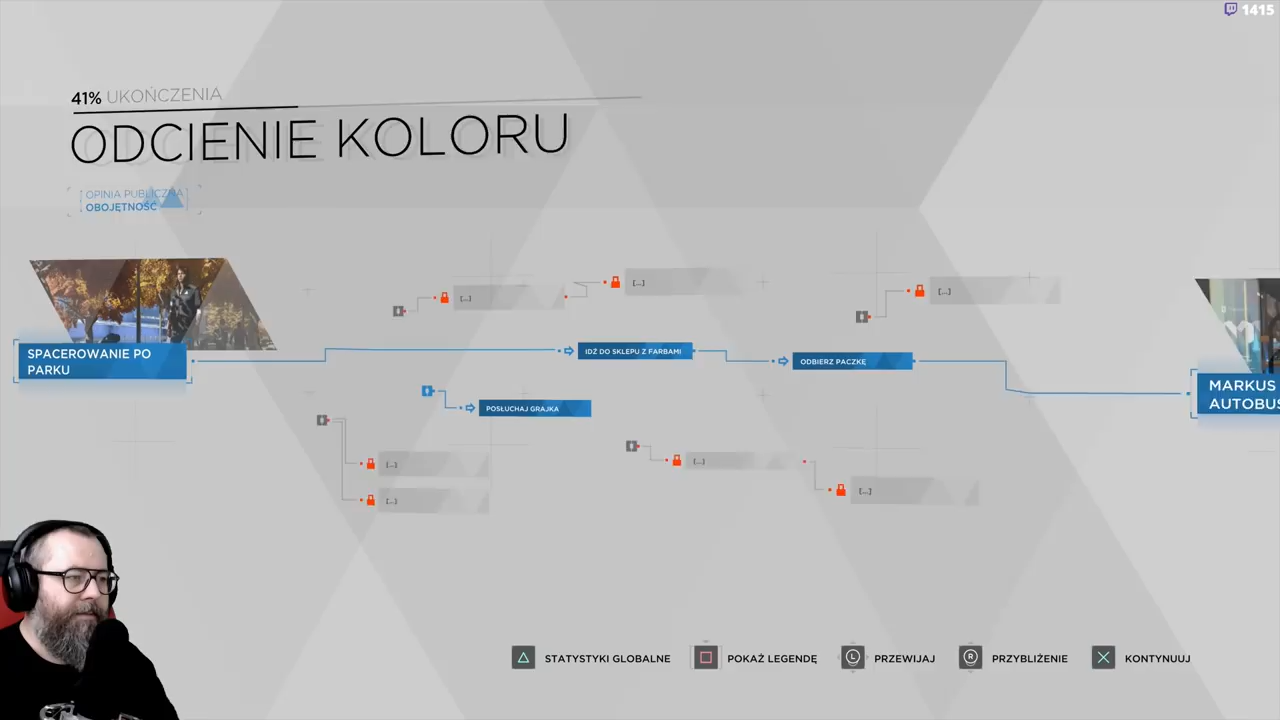 1415
41% UKOŃCZENIA
ODCIENIE KOLORU
OPINIA PUBLICZNA
OBOJĘTNOŚĆ
[...]
[...]
[...]
SPACEROWANIE PO
PARKU
IDŹ DO SKLEPU Z FARBAMI
ODBIERZ PACZKĘ
MARKUS
AUTOBUS
POSŁUCHAJ GRAJKA
[...]
[...]
[...]
[...]
STATYSTYKI GLOBALNE
POKAŻ LEGENDĘ
L
PRZEWIJAJ
R
PRZYBLIŻENIE
KONTYNUUJ